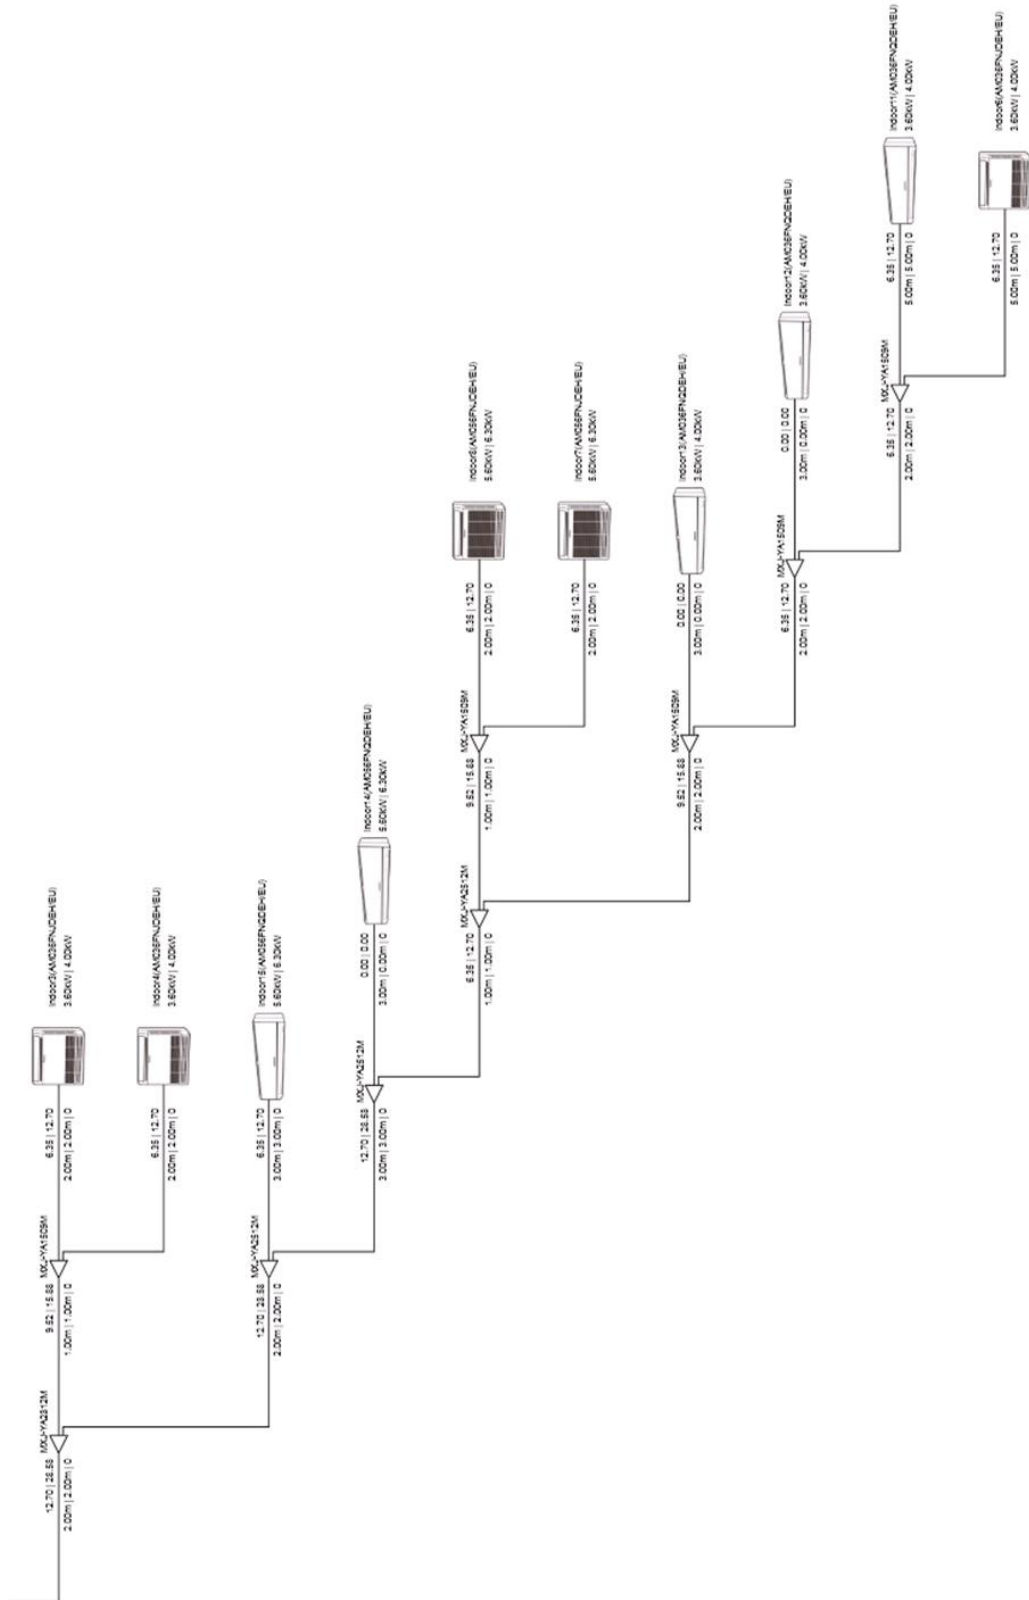 Indoor3(AM036FNJDEH/EU)
3.60kW | 4.00kW
6.35 | 12.70
2.00m | 2.00m | 0
MXJ-YA1509M
9.52 | 15.88
1.00m | 1.00m | 0
MXJ-YA2512M
12.70 | 28.58
2.00m | 2.00m | 0
Indoor4(AM036FNJDEH/EU)
3.60kW | 4.00kW
6.35 | 12.70
2.00m | 2.00m | 0
Indoor15(AM056FNQDEH/EU)
5.60kW | 6.30kW
6.35 | 12.70
3.00m | 3.00m | 0
MXJ-YA2512M
12.70 | 28.58
2.00m | 2.00m | 0
Indoor14(AM056FNQDEH/EU)
5.60kW | 6.30kW
0.00 | 0.00
3.00m | 0.00m | 0
MXJ-YA2512M
12.70 | 28.58
3.00m | 3.00m | 0
(AM056FNJDEH/EU)
5.60kW | 6.30kW
6.35 | 12.70
2.00m | 2.00m | 0
MXJ-YA1509M
9.52 | 15.88
1.00m | 1.00m | 0
MXJ-YA2512M
6.35 | 12.70
1.00m | 1.00m | 0
Indoor7(AM056FNJDEH/EU)
5.60kW | 6.30kW
6.35 | 12.70
2.00m | 2.00m | 0
Indoor13(AM036FNQDEH/EU)
3.60kW | 4.00kW
0.00 | 0.00
3.00m | 0.00m | 0
MXJ-YA1509M
9.52 | 15.88
2.00m | 2.00m | 0
Indoor12(AM036FNQDEH/EU)
3.60kW | 4.00kW
0.00 | 0.00
3.00m | 0.00m | 0
MXJ-YA1509M
6.35 | 12.70
2.00m | 2.00m | 0
Indoor11(AM036FNQDEH/EU)
3.60kW | 4.00kW
6.35 | 12.70
5.00m | 5.00m | 0
MXJ-YA1509M
6.35 | 12.70
2.00m | 2.00m | 0
Indoor6(AM036FNJDEH/EU)
3.60kW | 4.00kW
6.35 | 12.70
5.00m | 5.00m | 0